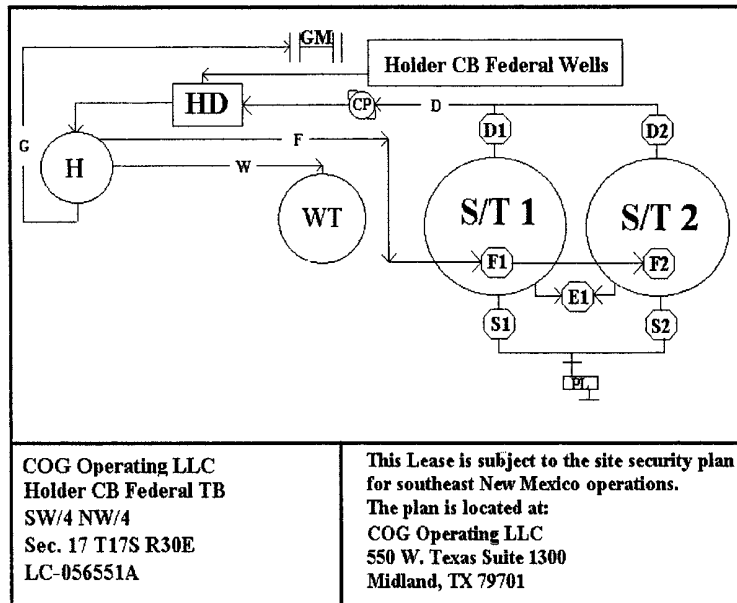 GM
Holder CB Federal Wells
HD
CP
D
D1
D2
G
F
H
W
WT
S/T 1
S/T 2
F1
F2
E1
S1
S2
PL
COG Operating LLC
Holder CB Federal TB
SW/4 NW/4
Sec. 17 T17S R30E
LC-056551A
This Lease is subject to the site security plan
for southeast New Mexico operations.
The plan is located at:
COG Operating LLC
550 W. Texas Suite 1300
Midland, TX 79701